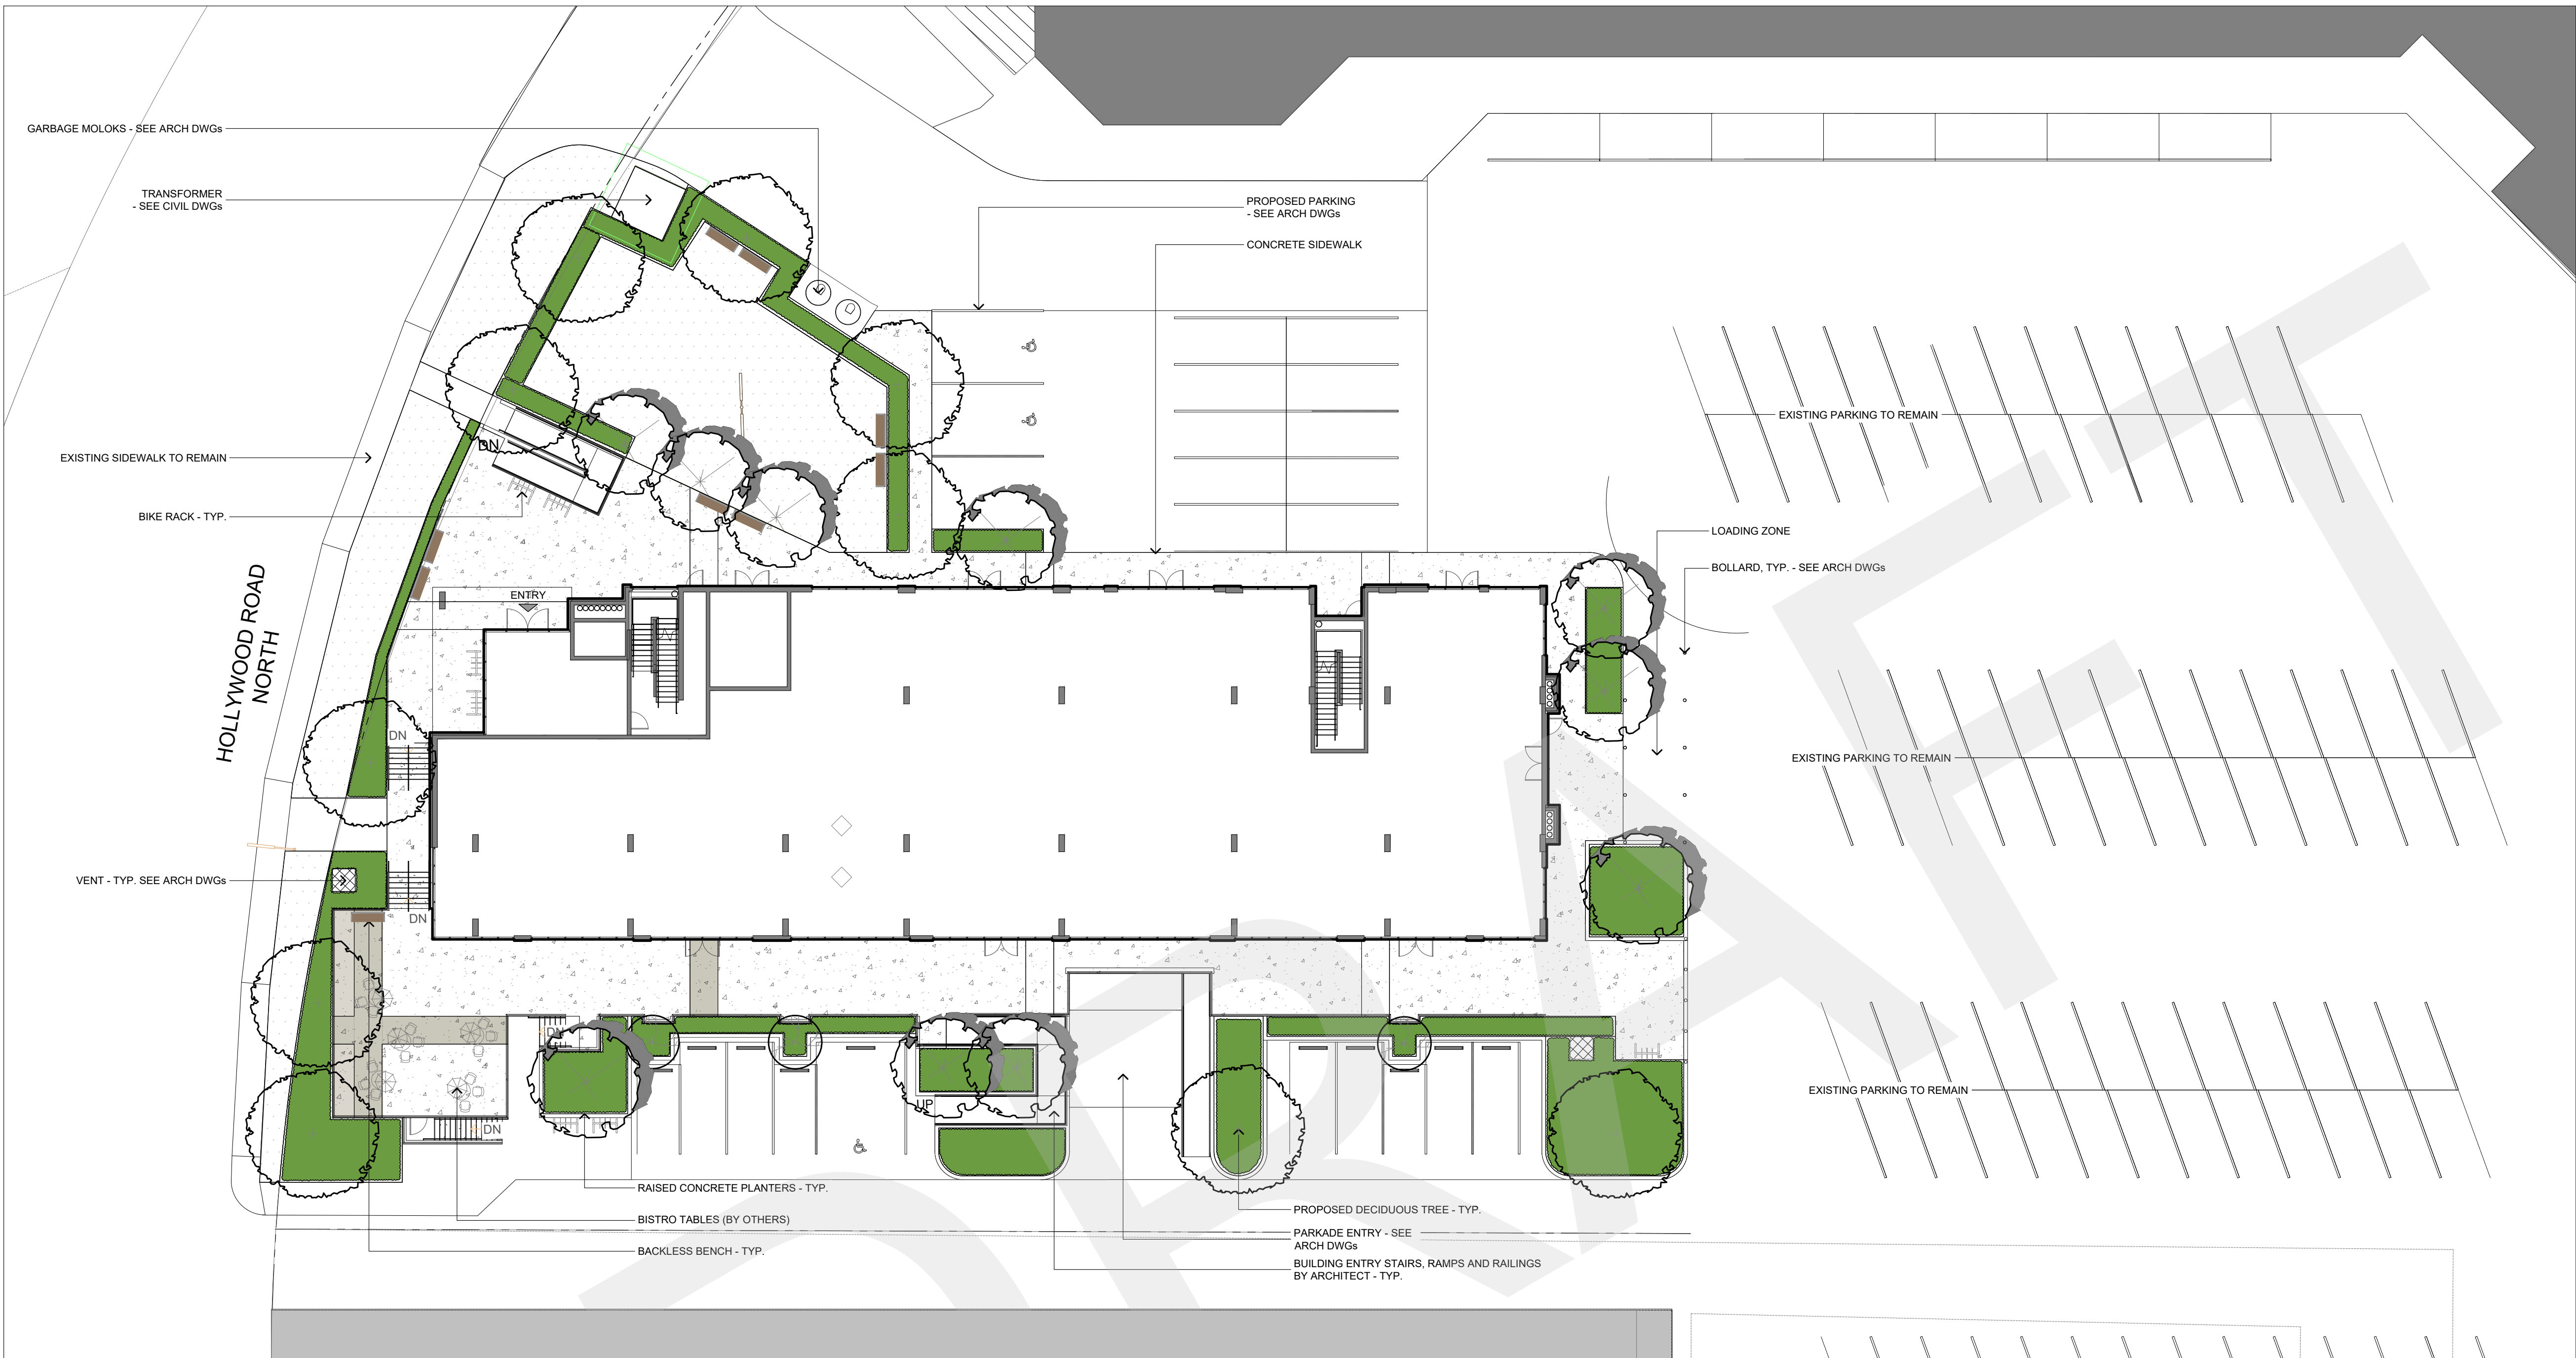 GARBAGE MOLOKS - SEE ARCH DWGs
TRANSFORMER
- SEE CIVIL DWGs
PROPOSED PARKING
- SEE ARCH DWGs
CONCRETE SIDEWALK
EXISTING PARKING TO REMAIN
DN
EXISTING SIDEWALK TO REMAIN
BIKE RACK - TYP.
LOADING ZONE
BOLLARD, TYP. - SEE ARCH DWGs
ENTRY
HOLLYWOOD ROAD
NORTH
DN
EXISTING PARKING TO REMAIN
VENT - TYP. SEE ARCH DWGs
DN
DN
EXISTING PARKING TO REMAIN
UP
DN
RAISED CONCRETE PLANTERS - TYP.
BISTRO TABLES (BY OTHERS)
BACKLESS BENCH - TYP.
PROPOSED DECIDUOUS TREE - TYP.
PARKADE ENTRY - SEE
ARCH DWGs
BUILDING ENTRY STAIRS, RAMPS AND RAILINGS
BY ARCHITECT - TYP.
DRAFT